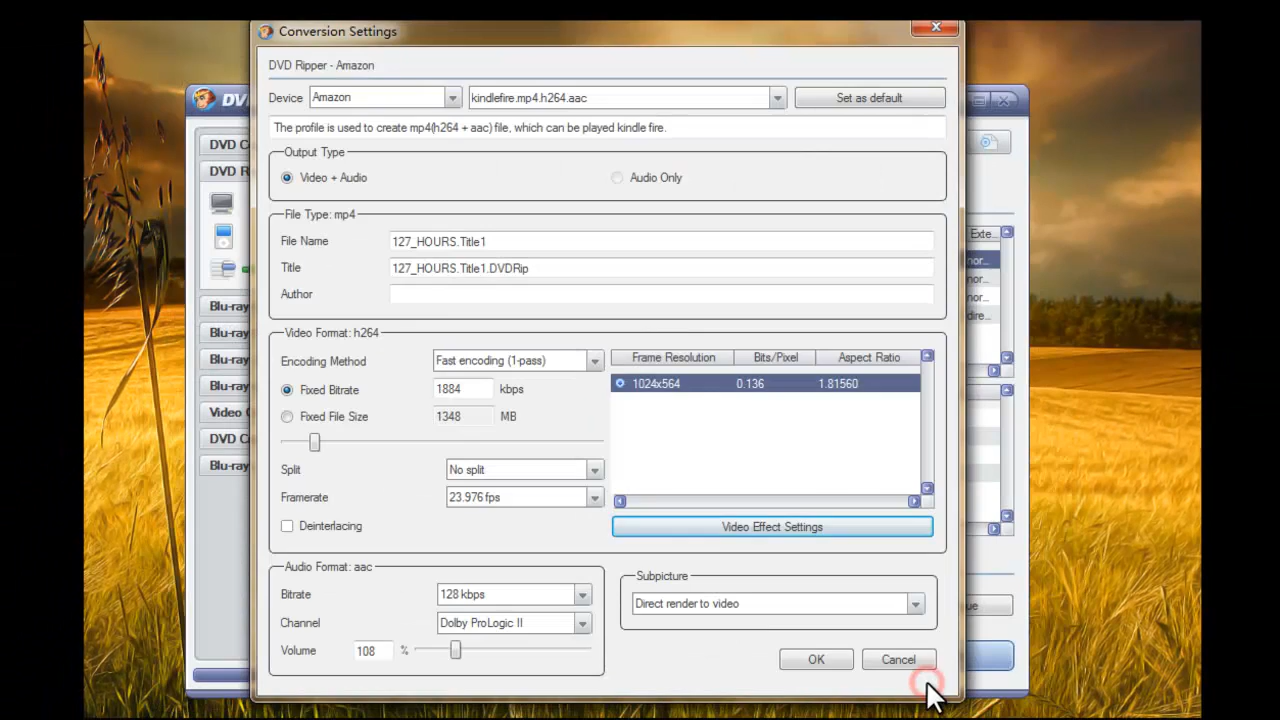 Conversion Settings
DVD Ripper - Amazon
Device Amazon kindlefire.mp4.h264.aac Set as default
The profile is used to create mp4(h264 + aac) file, which can be played kindle fire.
Output Type
Video + Audio Audio Only
File Type: mp4
File Name 127_HOURS.Title1
Title 127_HOURS.Title1.DVDRip
Author
Video Format: h264
Encoding Method Fast encoding (1-pass)
Fixed Bitrate 1884 kbps
Fixed File Size 1348 MB
Split No split
Framerate 23.976 fps
Deinterlacing
Frame Resolution Bits/Pixel Aspect Ratio
1024x564 0.136 1.81560
Video Effect Settings
Audio Format: aac
Bitrate 128 kbps
Channel Dolby ProLogic II
Volume 108 %
Subpicture
Direct render to video
OK Cancel
DVD C
DVD R
Blu-ray
Blu-ray
Blu-ray
Blu-ray
Video C
DVD C
Blu-ray
Exte...